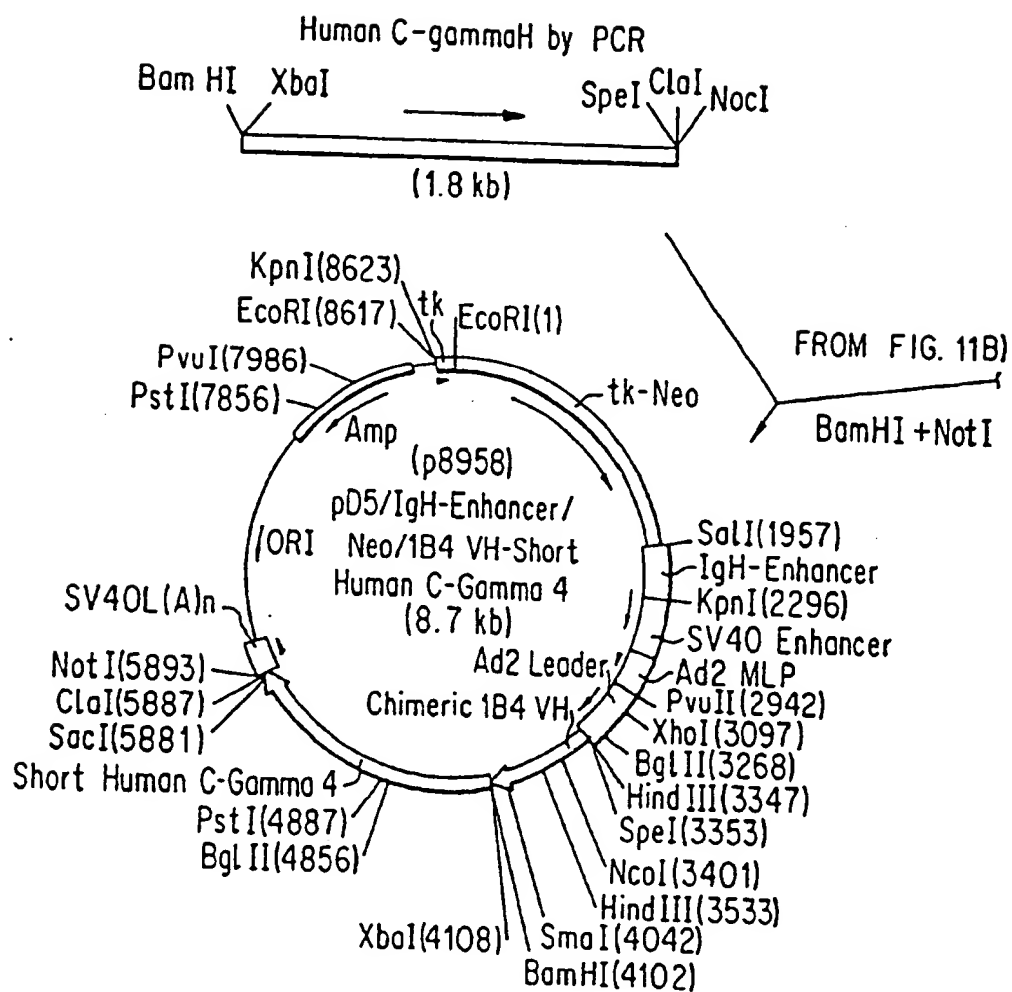 Human C-gammaH by PCR
Bam HI
XbaI
SpeI
ClaI
NocI
(1.8 kb)
KpnI(8623)
EcoRI(8617)
tk
EcoRI(1)
PvuI(7986)
PstI(7856)
tk-Neo
FROM FIG. 11B)
BamHI+NotI
Amp
(p8958)
pD5/IgH-Enhancer/
Neo/1B4 VH-Short
Human C-Gamma 4
(8.7 kb)
ORI
SalI(1957)
IgH-Enhancer
KpnI(2296)
SV40 Enhancer
Ad2 MLP
PvuII(2942)
XhoI(3097)
BglII(3268)
HindIII(3347)
SpeI(3353)
NcoI(3401)
HindIII(3533)
SmaI(4042)
BamHI(4102)
XbaI(4108)
Ad2 Leader
Chimeric 1B4 VH
SV40L(A)n
NotI(5893)
ClaI(5887)
SacI(5881)
Short Human C-Gamma 4
PstI(4887)
Bgl II(4856)